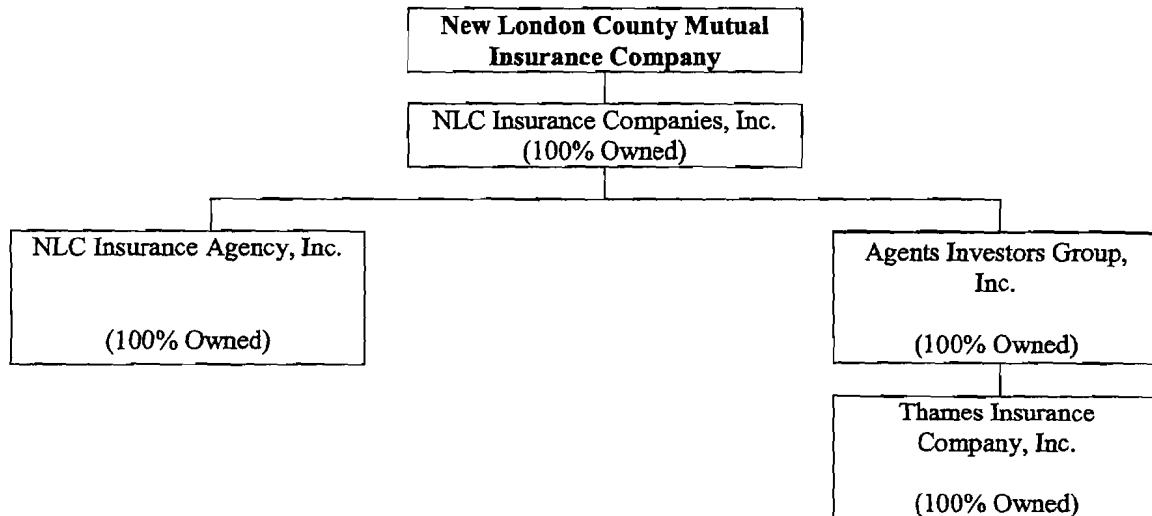 New London County Mutual
Insurance Company
NLC Insurance Companies, Inc.
(100% Owned)
NLC Insurance Agency, Inc.
(100% Owned)
Agents Investors Group,
Inc.
(100% Owned)
Thames Insurance
Company, Inc.
(100% Owned)